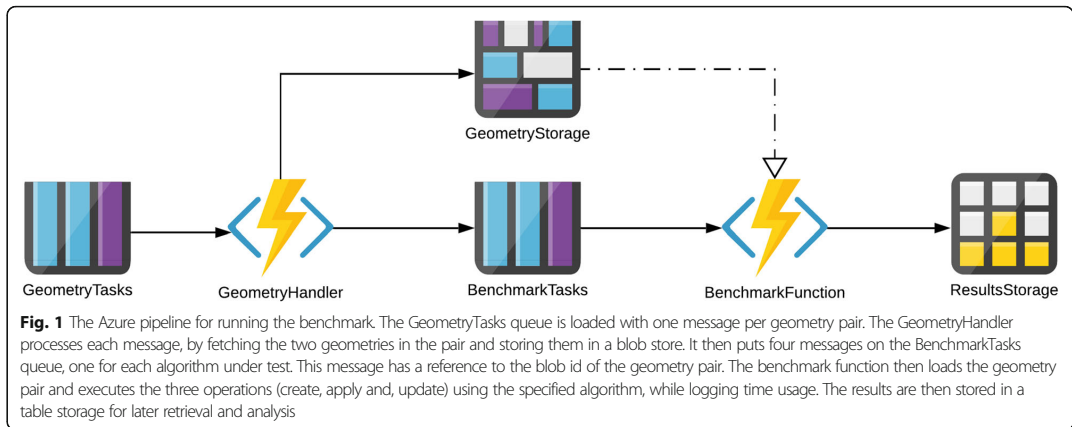 GeometryStorage
GeometryTasks
GeometryHandler
BenchmarkTasks
BenchmarkFunction
ResultsStorage
Fig. 1 The Azure pipeline for running the benchmark. The GeometryTasks queue is loaded with one message per geometry pair. The GeometryHandler
processes each message, by fetching the two geometries in the pair and storing them in a blob store. It then puts four messages on the BenchmarkTasks
queue, one for each algorithm under test. This message has a reference to the blob id of the geometry pair. The benchmark function then loads the geometry
pair and executes the three operations (create, apply and, update) using the specified algorithm, while logging time usage. The results are then stored in a
table storage for later retrieval and analysis